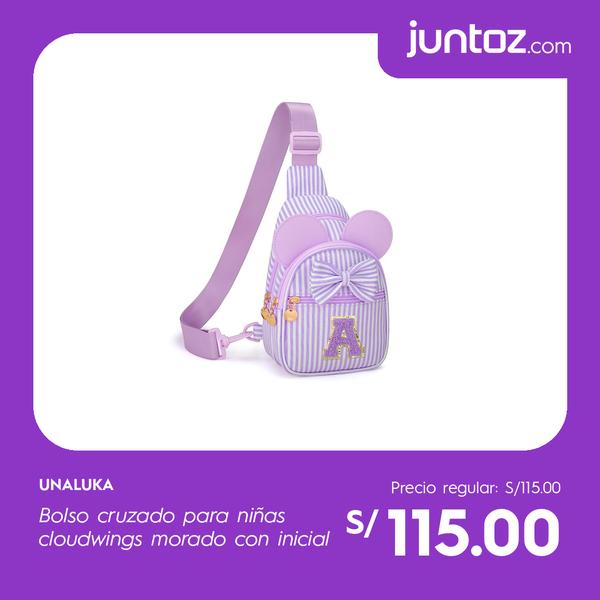 juntoz.com
A
UNALUKA
Bolso cruzado para niñas
cloudwings morado con inicial
Precio regular: S/115.00
S/115.00